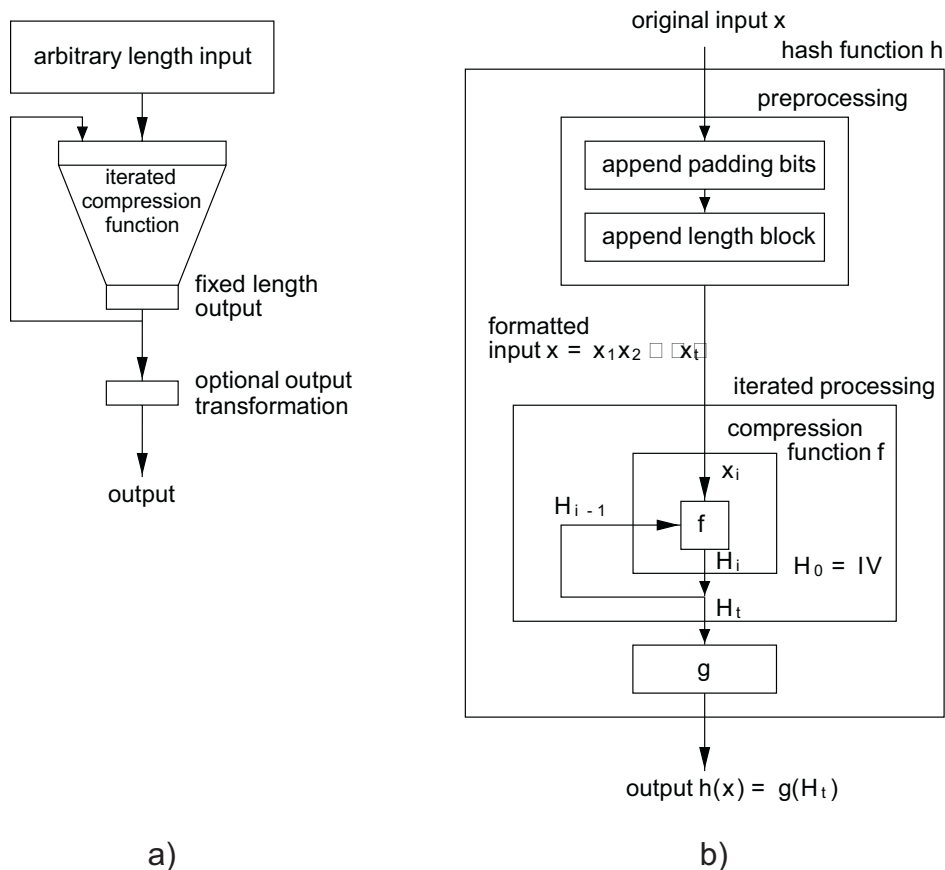 arbitrary length input
iterated
compression
function
fixed length
output
optional output
transformation
output
a)
original input x
hash function h
preprocessing
append padding bits
append length block
formatted
input x = x₁x₂ □ □xₜ□
iterated processing
compression
function f
xᵢ
Hᵢ₋₁
f
Hᵢ
H₀ = IV
Hₜ
g
output h(x) = g(Hₜ)
b)